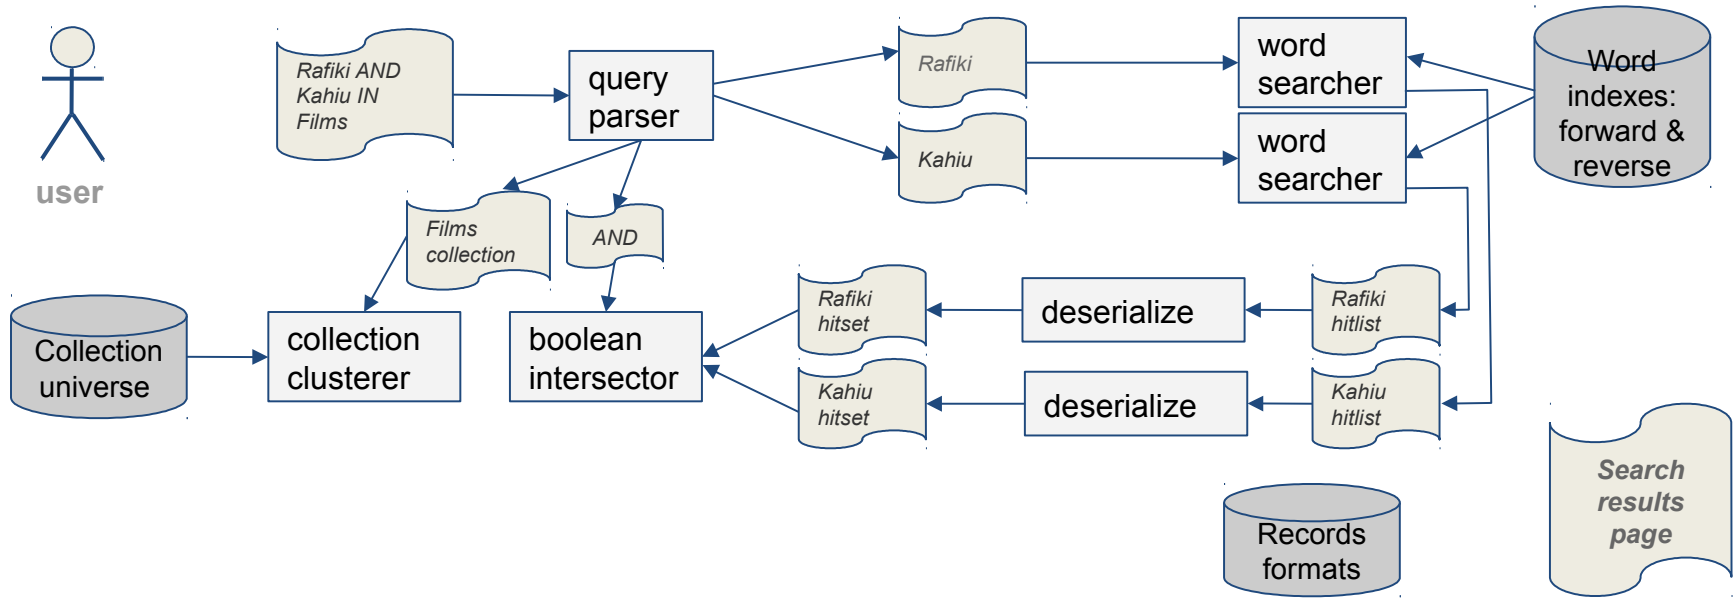 user
Rafiki AND
Kahiu IN
Films
query
parser
Rafiki
Kahiu
word
searcher
word
searcher
Word
indexes:
forward &
reverse
Films
collection
AND
Collection
universe
collection
clusterer
boolean
intersector
Rafiki
hitset
Kahiu
hitset
deserialize
deserialize
Rafiki
hitlist
Kahiu
hitlist
Records
formats
Search
results
page